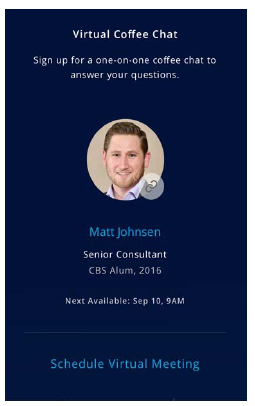 Virtual Coffee Chat
Sign up for a one-on-one coffee chat to
answer your questions.
Matt Johnsen
Senior Consultant
CBS Alum, 2016
Next Available: Sep 10, 9AM
Schedule Virtual Meeting